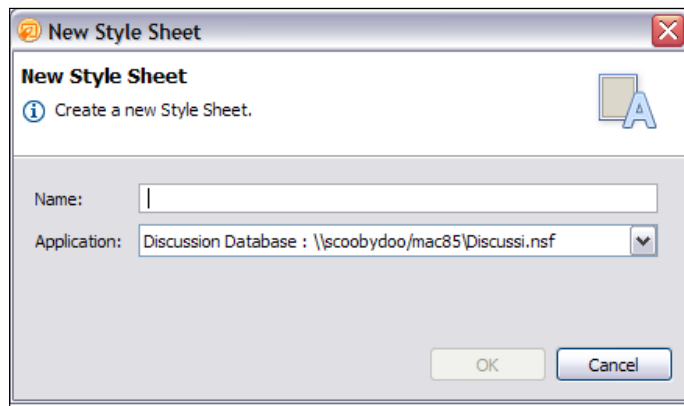 New Style Sheet
New Style Sheet
Create a new Style Sheet.
Name:
Application: Discussion Database : \\scoobydoo/mac85\Discussi.nsf
OK Cancel